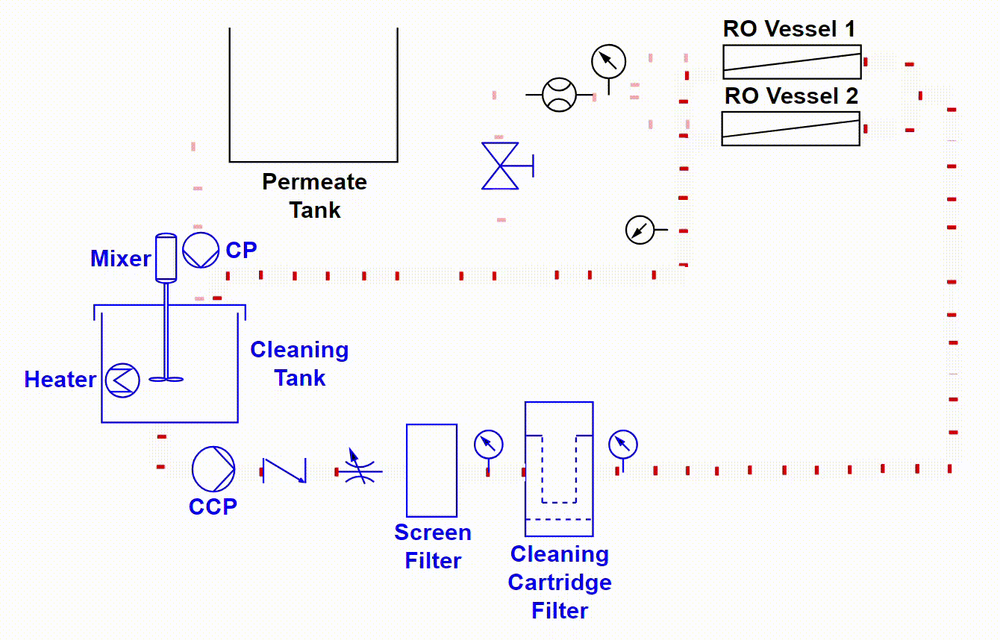 RO Vessel 1
RO Vessel 2
Permeate
Tank
Mixer
CP
Cleaning
Tank
Heater
CCP
Screen
Filter
Cleaning
Cartridge
Filter